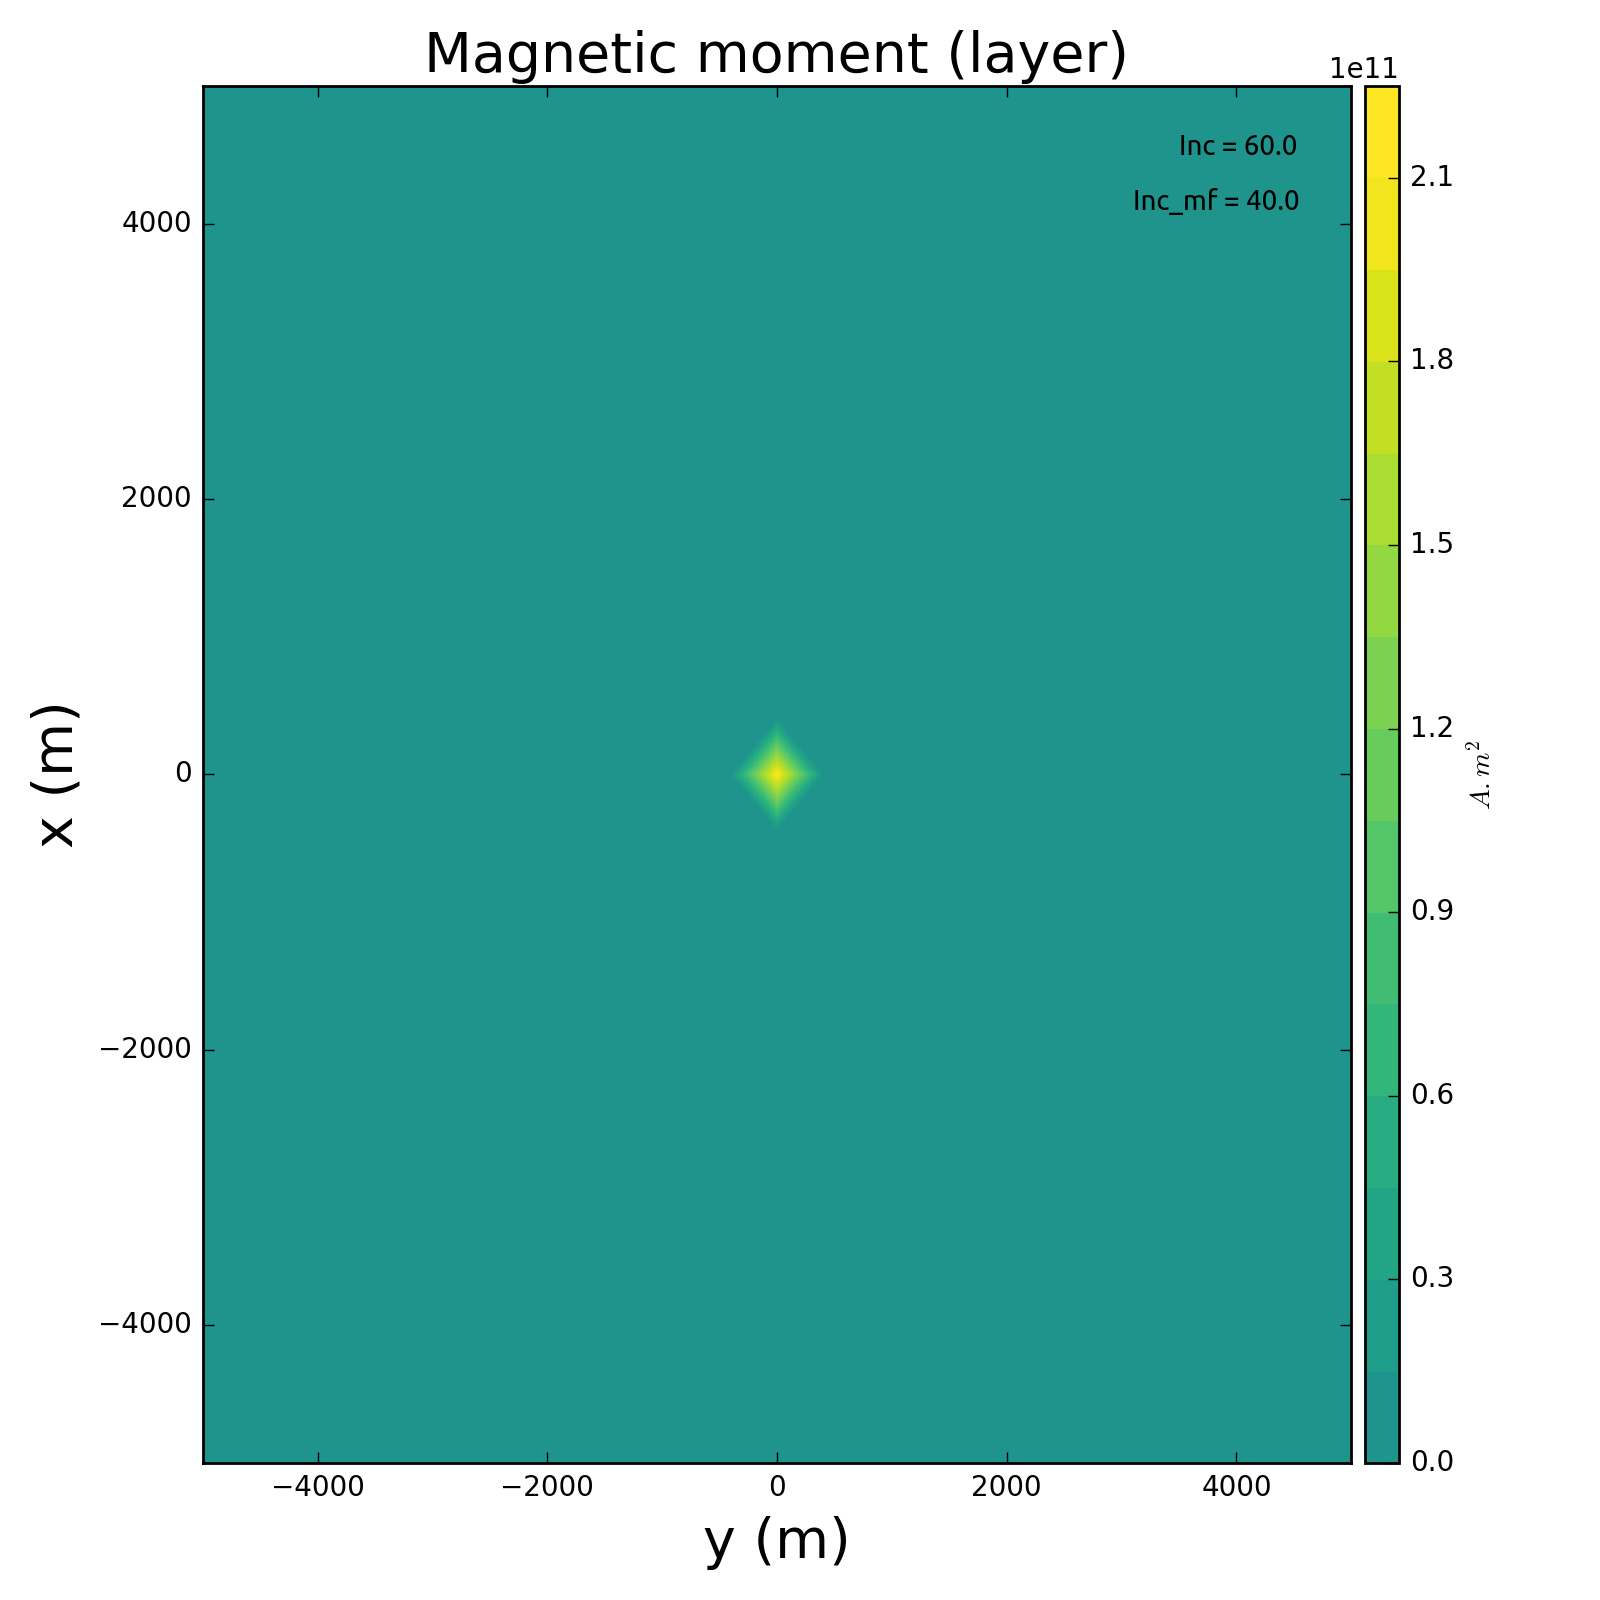 Magnetic moment (layer)
1e11
Inc = 60.0
Inc_mf = 40.0
4000
2000
0
−2000
−4000
x (m)
−4000
−2000
0
2000
4000
y (m)
2.1
1.8
1.5
1.2
0.9
0.6
0.3
0.0
A.m²